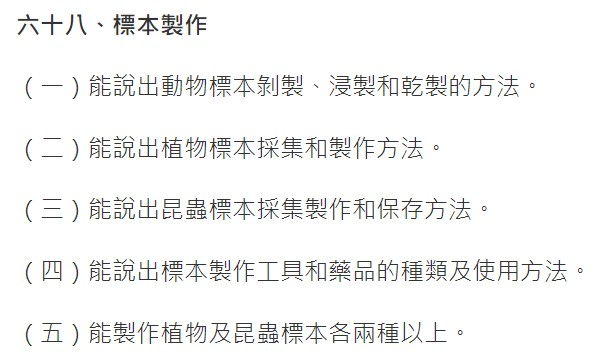 六十八、標本製作
（一）能說出動物標本剝製、浸製和乾製的方法。
（二）能說出植物標本採集和製作方法。
（三）能說出昆蟲標本採集製作和保存方法。
（四）能說出標本製作工具和藥品的種類及使用方法。
（五）能製作植物及昆蟲標本各兩種以上。